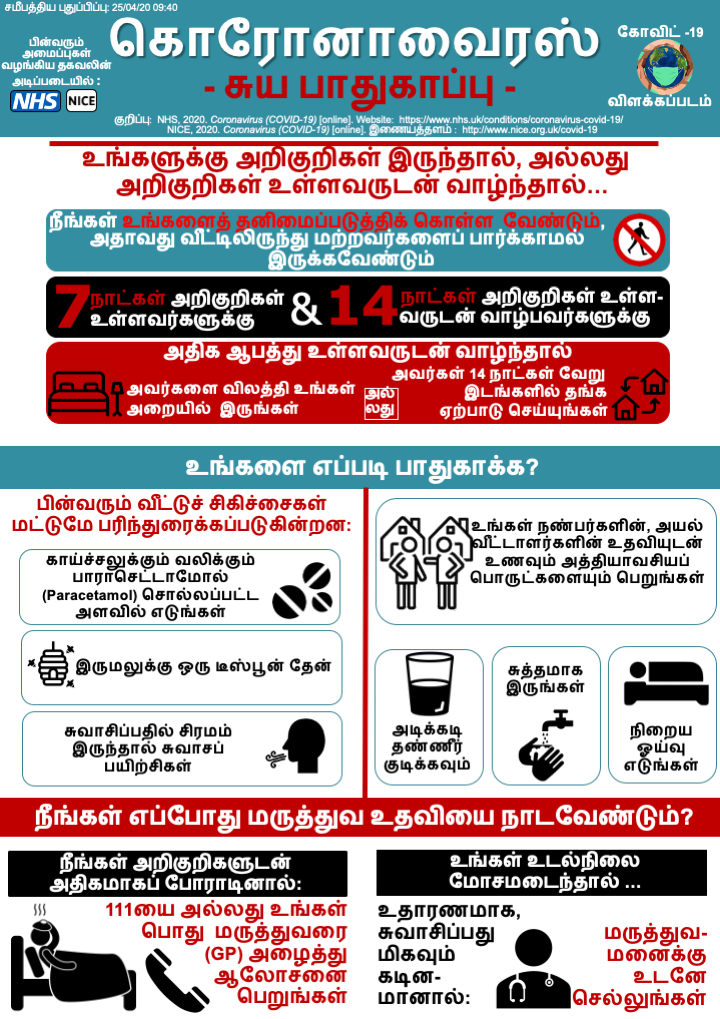 சமீபத்திய புதுப்பிப்பு: 25/04/20 09:40
பின்வரும்
அமைப்புகள்
வழங்கிய தகவலின்
அடிப்படையில் :
NHS NICE
கொரோனாவைரஸ்
- சுய பாதுகாப்பு -
கோவிட் -19
விளக்கப்படம்
குறிப்பு: NHS, 2020. Coronavirus (COVID-19) [online]. Website: https://www.nhs.uk/conditions/coronavirus-covid-19/
NICE, 2020. Coronavirus (COVID-19) [online]. இணையத்தளம் : http://www.nice.org.uk/covid-19
உங்களுக்கு அறிகுறிகள் இருந்தால், அல்லது
அறிகுறிகள் உள்ளவருடன் வாழ்ந்தால்...
நீங்கள் உங்களைத் தனிமைப்படுத்திக் கொள்ள வேண்டும்,
அதாவது வீட்டிலிருந்து மற்றவர்களைப் பார்க்காமல்
இருக்கவேண்டும்
7 நாட்கள் அறிகுறிகள்
உள்ளவர்களுக்கு
&
14 நாட்கள் அறிகுறிகள் உள்ள-
வருடன் வாழ்பவர்களுக்கு
அதிக ஆபத்து உள்ளவருடன் வாழ்ந்தால்
அவர்களை விலத்தி உங்கள்
அறையில் இருங்கள்
அல்
லது
அவர்கள் 14 நாட்கள் வேறு
இடங்களில் தங்க
ஏற்பாடு செய்யுங்கள்
உங்களை எப்படி பாதுகாக்க?
பின்வரும் வீட்டுச் சிகிச்சைகள்
மட்டுமே பரிந்துரைக்கப்படுகின்றன:
காய்ச்சலுக்கும் வலிக்கும்
பாராசெட்டாமோல்
(Paracetamol) சொல்லப்பட்ட
அளவில் எடுங்கள்
இருமலுக்கு ஒரு டீஸ்பூன் தேன்
சுவாசிப்பதில் சிரமம்
இருந்தால் சுவாசப்
பயிற்சிகள்
உங்கள் நண்பர்களின், அயல்
வீட்டாளர்களின் உதவியுடன்
உணவும் அத்தியாவசியப்
பொருட்களையும் பெறுங்கள்
அடிக்கடி
தண்ணீர்
குடிக்கவும்
சுத்தமாக
இருங்கள்
நிறைய
ஓய்வு
எடுங்கள்
நீங்கள் எப்போது மருத்துவ உதவியை நாடவேண்டும்?
நீங்கள் அறிகுறிகளுடன்
அதிகமாகப் போராடினால்:
111யை அல்லது உங்கள்
பொது மருத்துவரை
(GP) அழைத்து
ஆலோசனை
பெறுங்கள்
உங்கள் உடல்நிலை
மோசமடைந்தால் ...
உதாரணமாக,
சுவாசிப்பது
மிகவும்
கடின-
மானால்:
மருத்துவ-
மனைக்கு
உடனே
செல்லுங்கள்